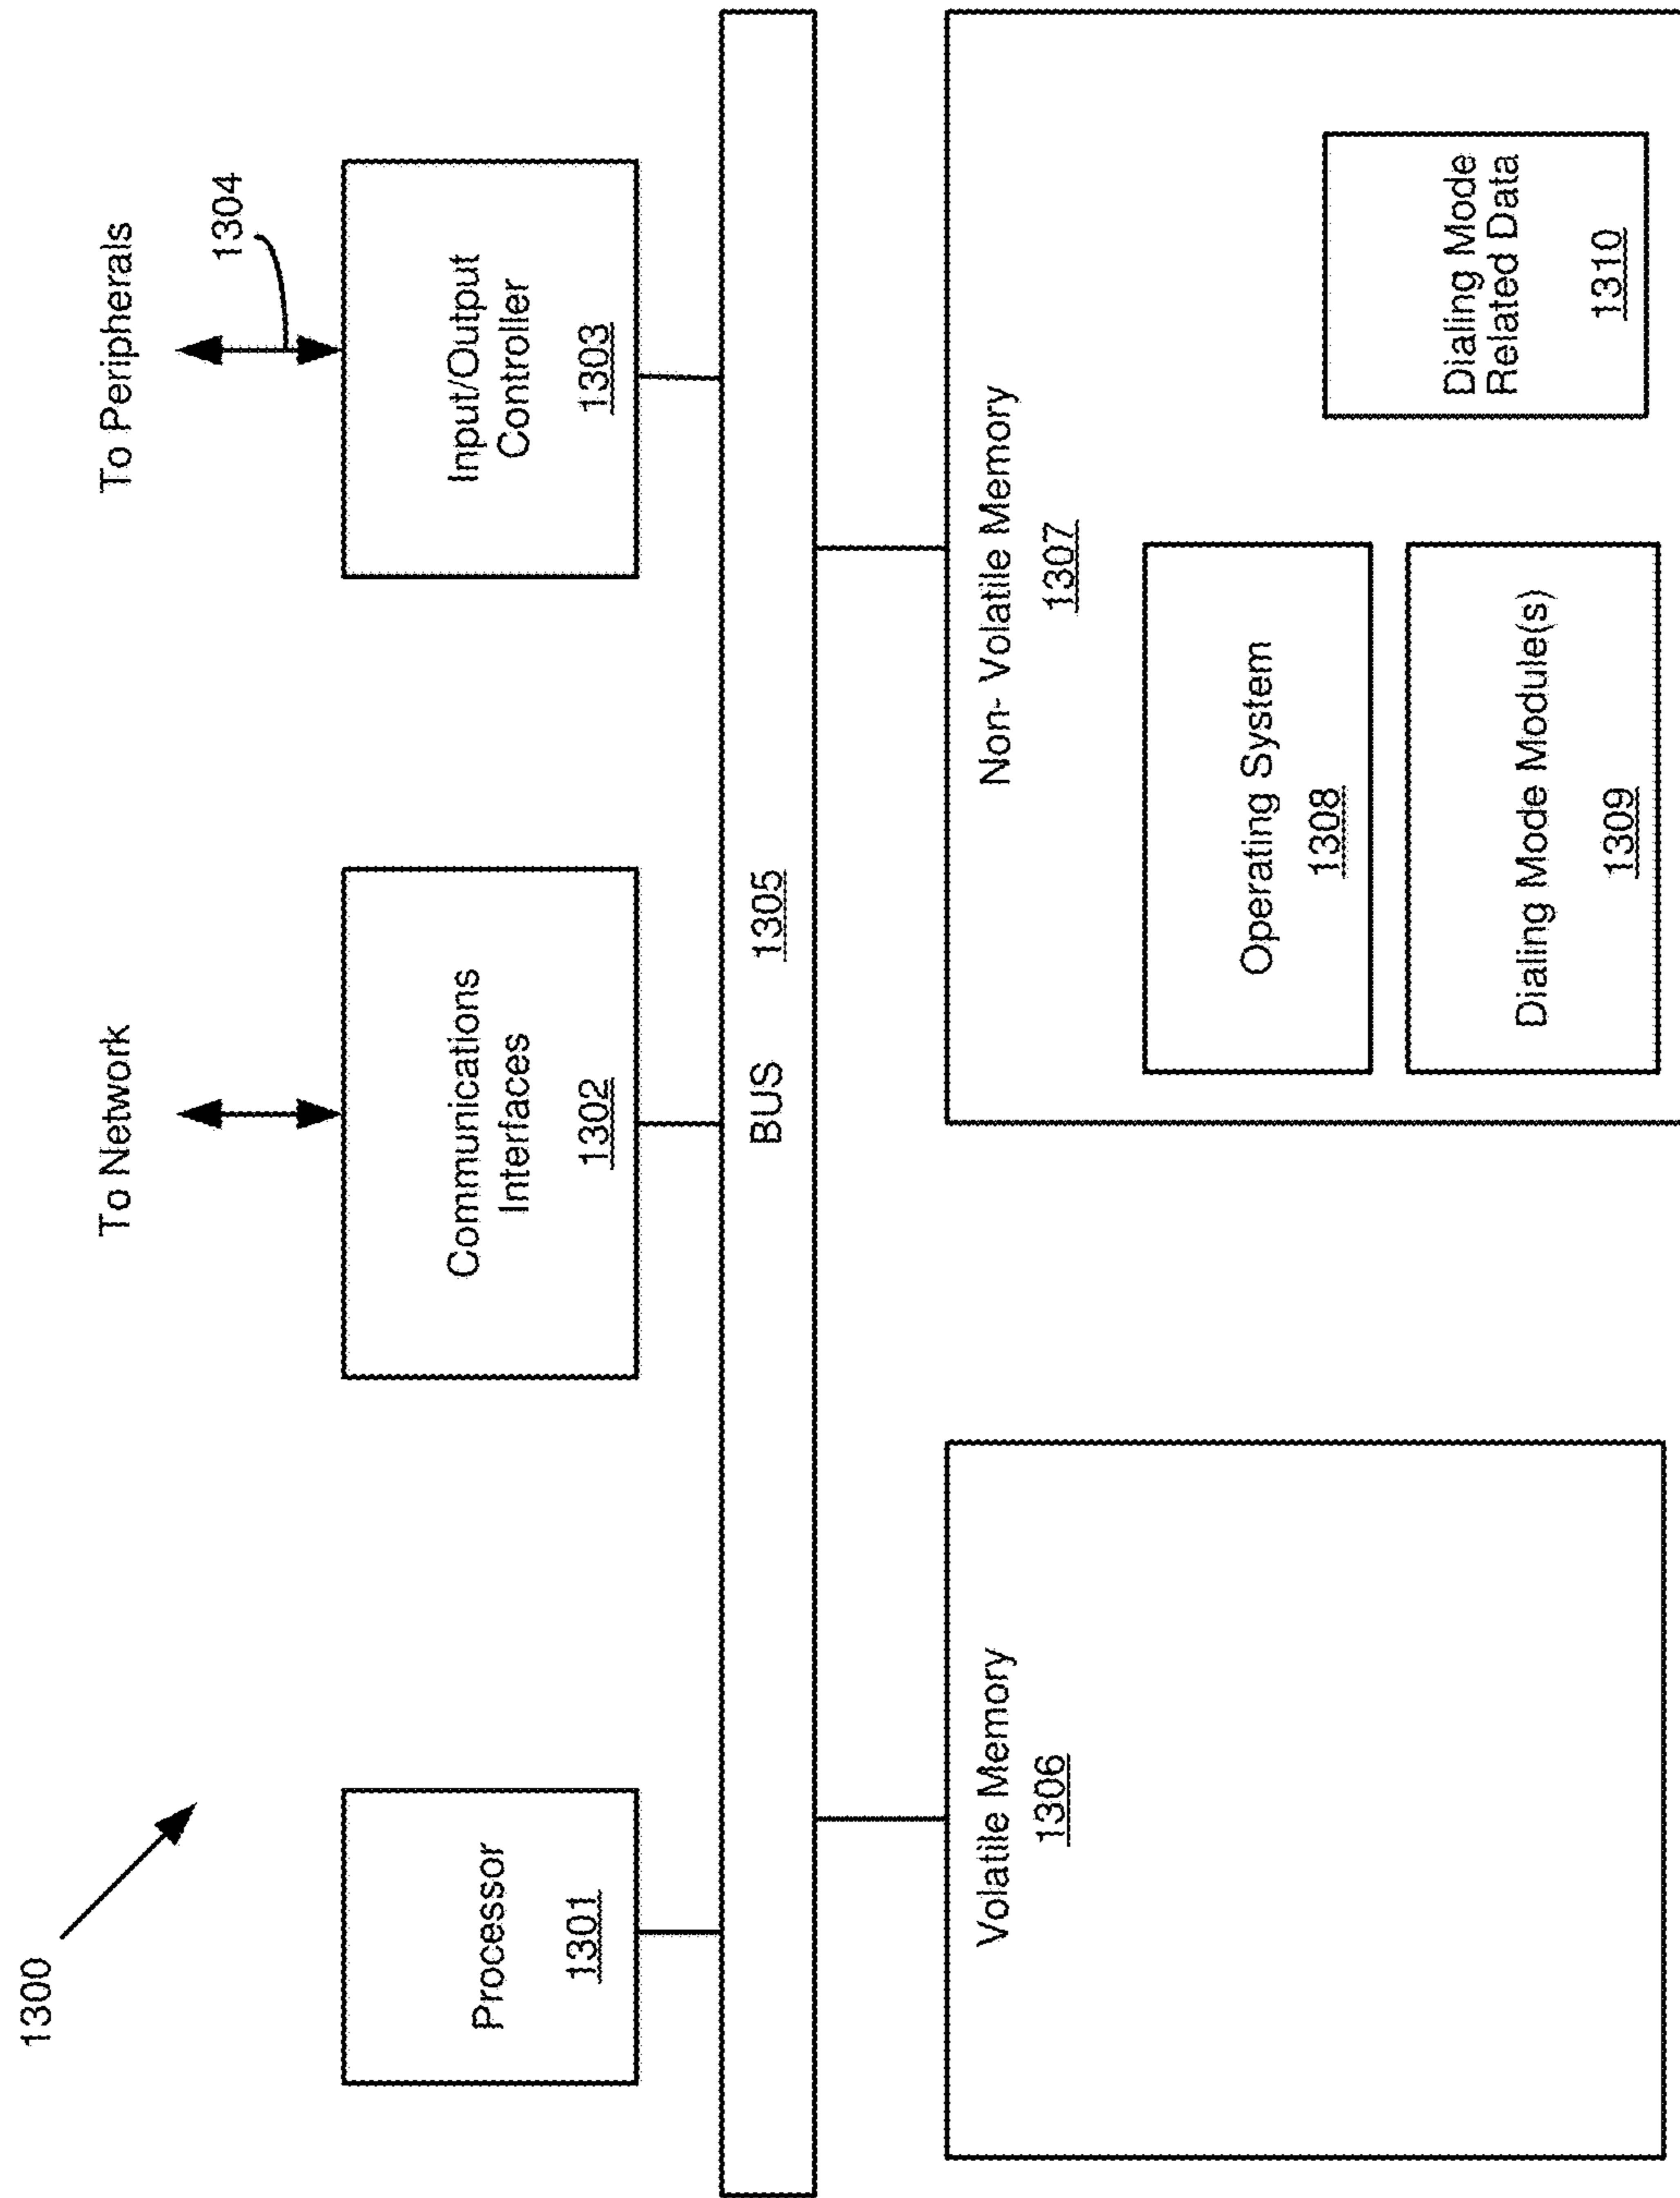 1300
To Network
To Peripherals
1304
Processor
1301
Communications
Interfaces
1302
Input/Output
Controller
1303
BUS 1305
Volatile Memory
1306
Non- Volatile Memory
1307
Operating System
1308
Dialing Mode Module(s)
1309
Dialing Mode
Related Data
1310